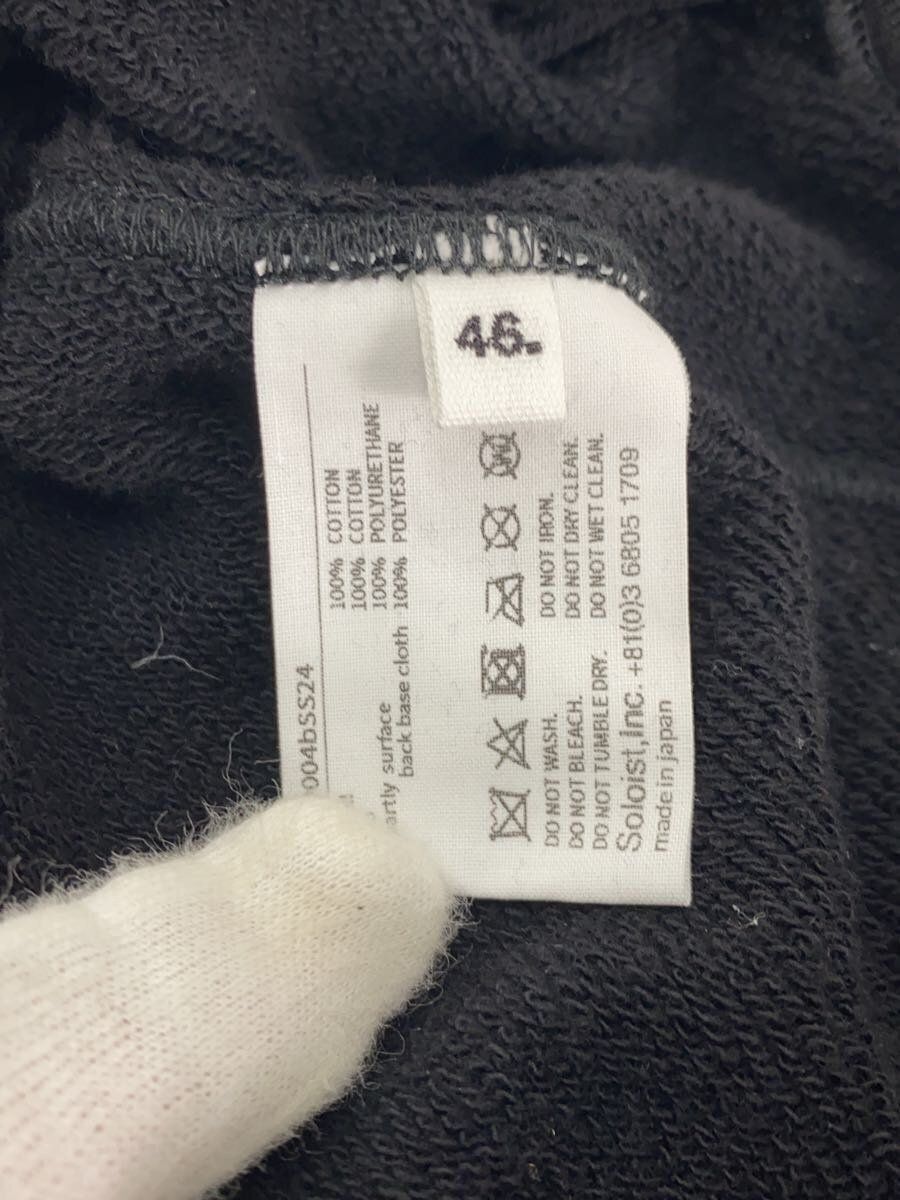 46.
004bSS24
100% COTTON
100% COTTON
partly surface 100% POLYURETHANE
back base cloth 100% POLYESTER
DO NOT WASH.
DO NOT BLEACH.
DO NOT TUMBLE DRY.
DO NOT IRON.
DO NOT DRY CLEAN.
DO NOT WET CLEAN.
Soloist,Inc. +81(0)3 6805 1709
made in japan